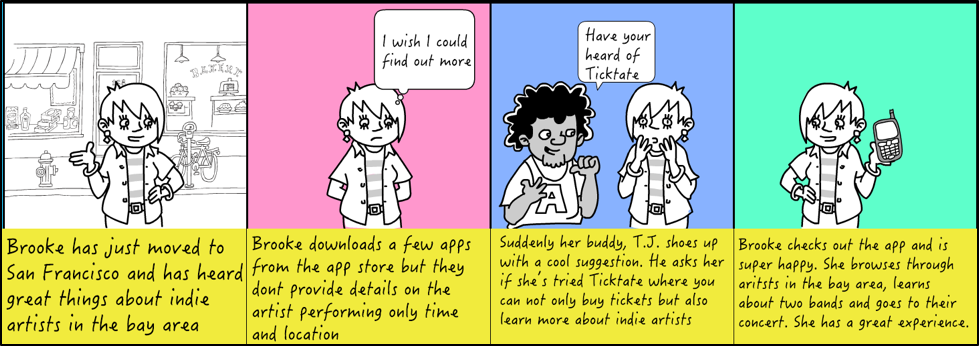 BAKERY
Brooke has just moved to
San Francisco and has heard
great things about indie
artists in the bay area
I wish I could
find out more
Brooke downloads a few apps
from the app store but they
dont provide details on the
artist performing only time
and location
Have your
heard of
Ticktate
A
Suddenly her buddy, T.J. shoes up
with a cool suggestion. He asks her
if she's tried Ticktate where you
can not only buy tickets but also
learn more about indie artists
Brooke checks out the app and is
super happy. She browses through
aritsts in the bay area, learns
about two bands and goes to their
concert. She has a great experience.